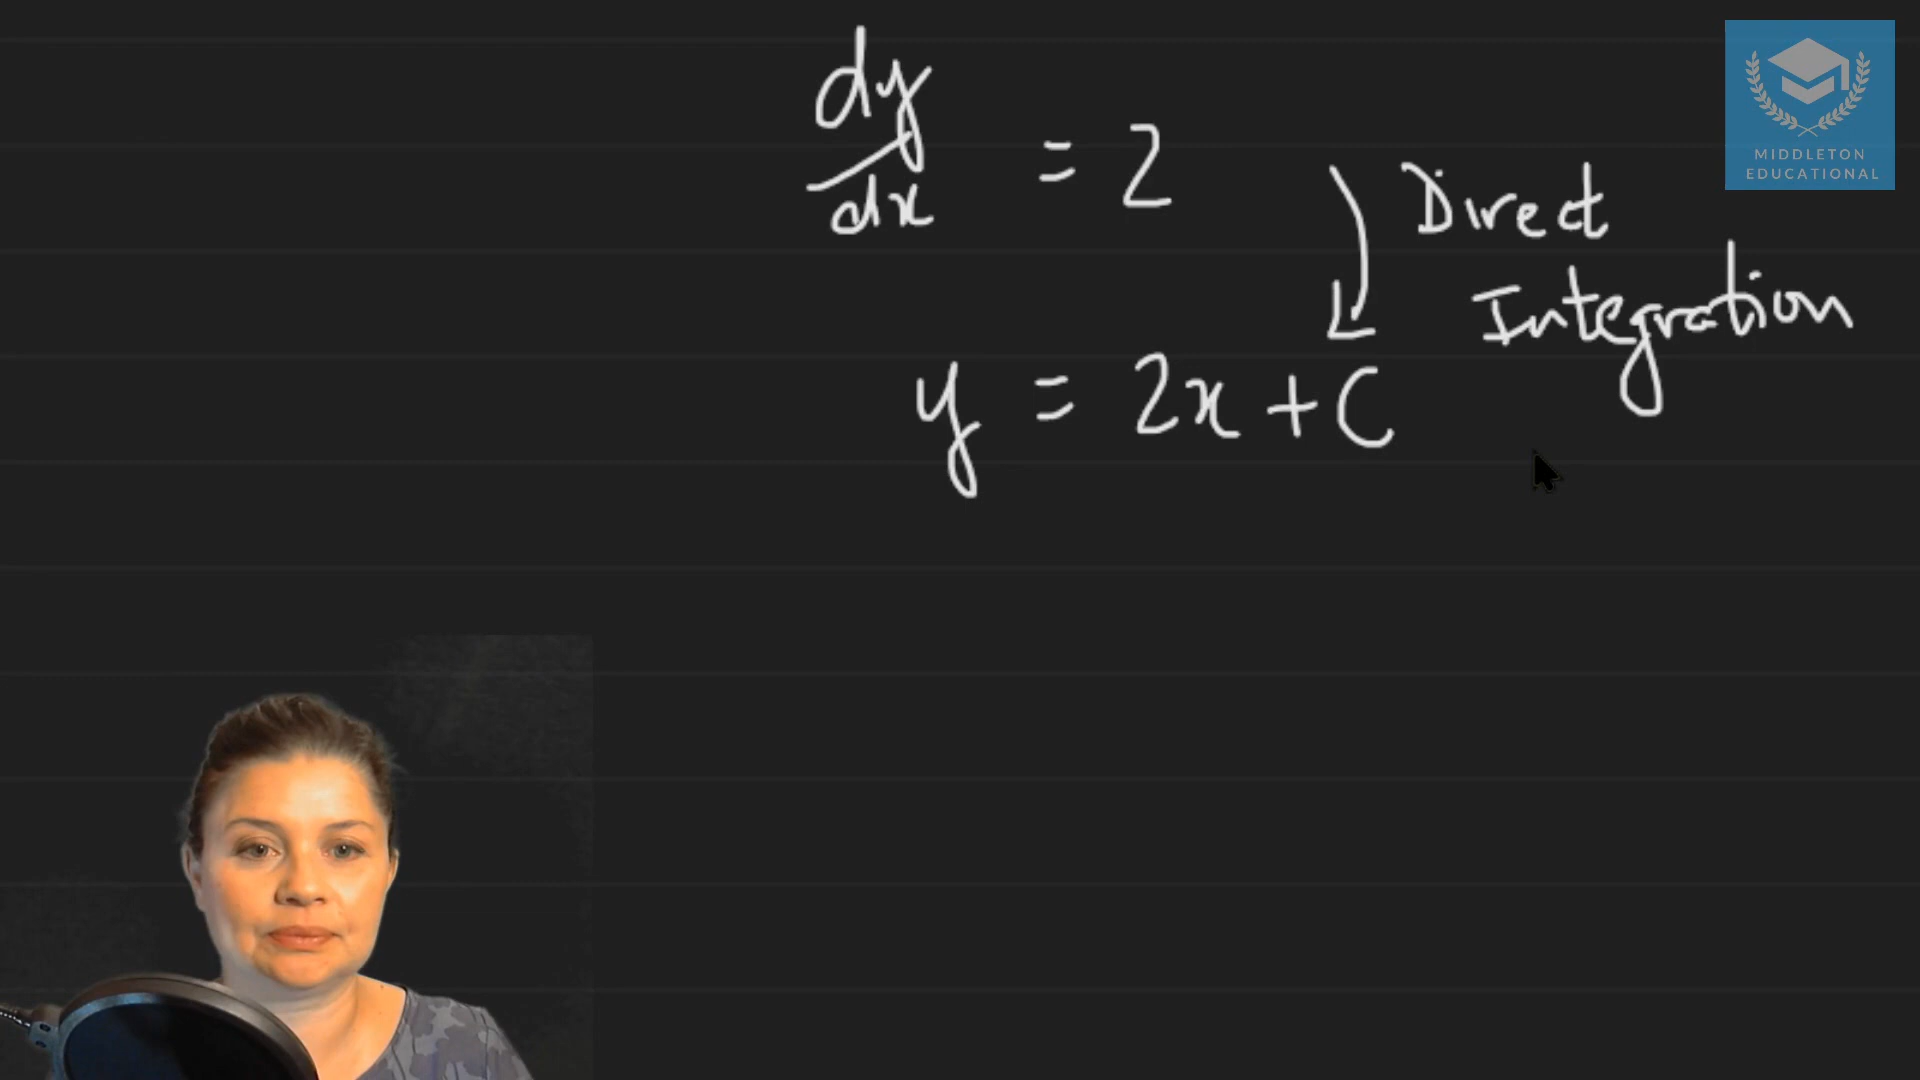 dy/dx = 2
Direct
Integration
y = 2x + C
MIDDLETON
EDUCATIONAL